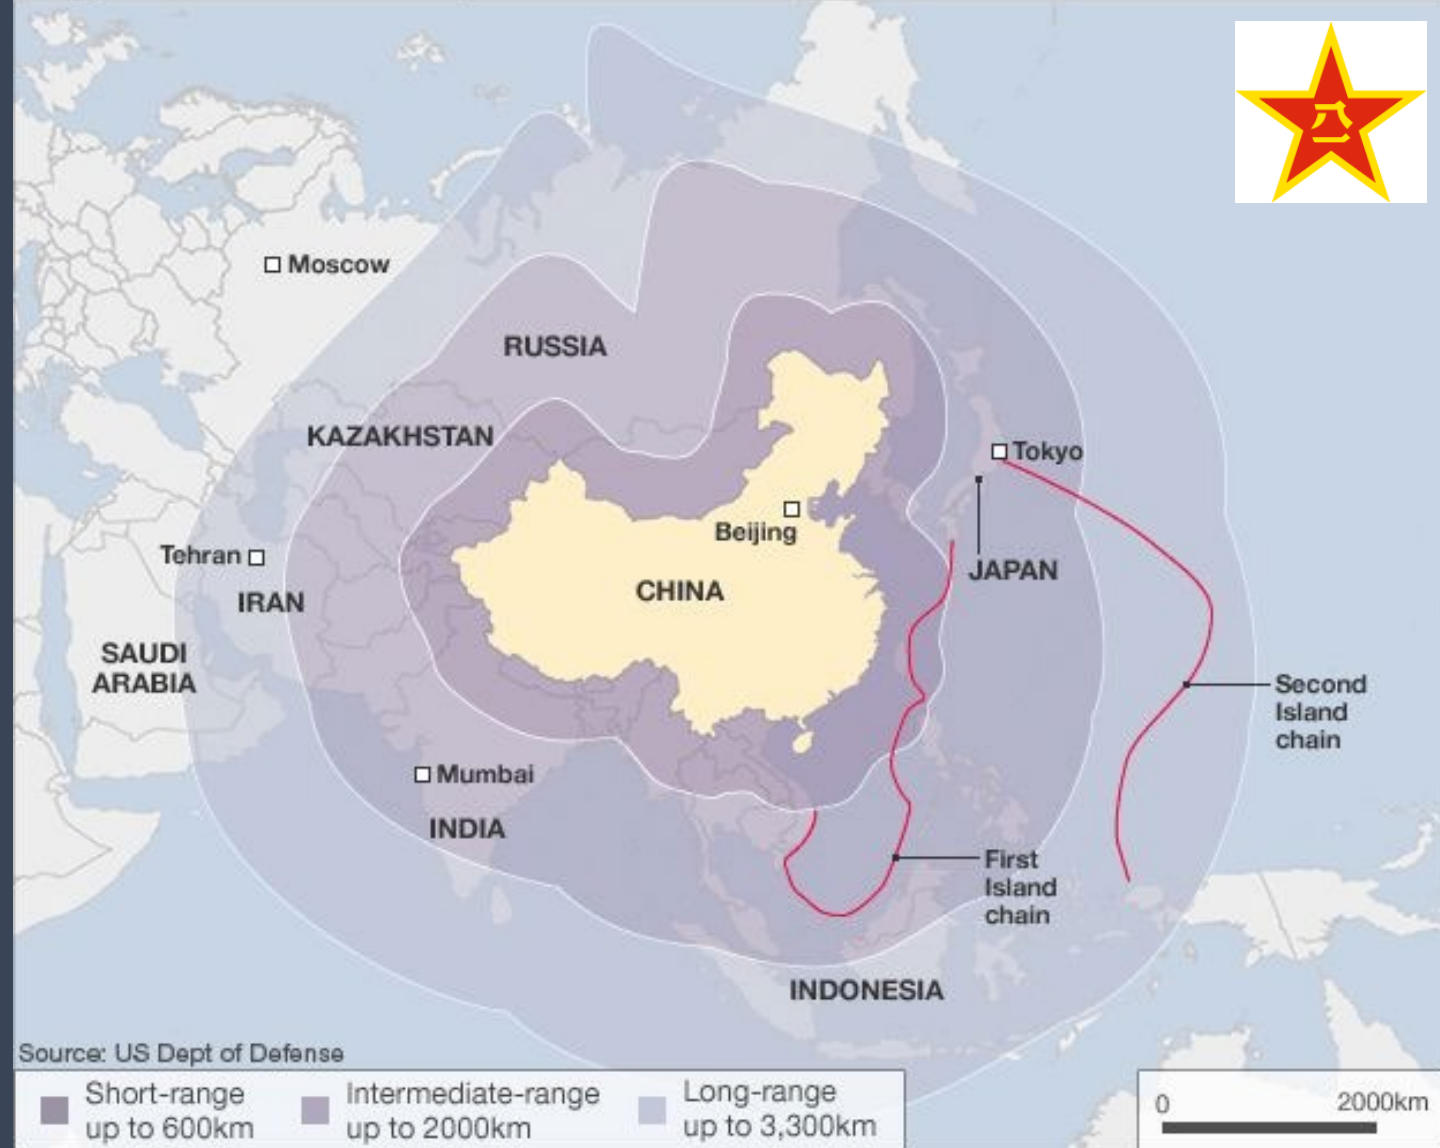 八一
Moscow
RUSSIA
KAZAKHSTAN
Tokyo
Beijing
Tehran
JAPAN
CHINA
IRAN
SAUDI
ARABIA
Second
Island
chain
Mumbai
INDIA
First
Island
chain
INDONESIA
Source: US Dept of Defense
Short-range
up to 600km
Intermediate-range
up to 2000km
Long-range
up to 3,300km
0
2000km